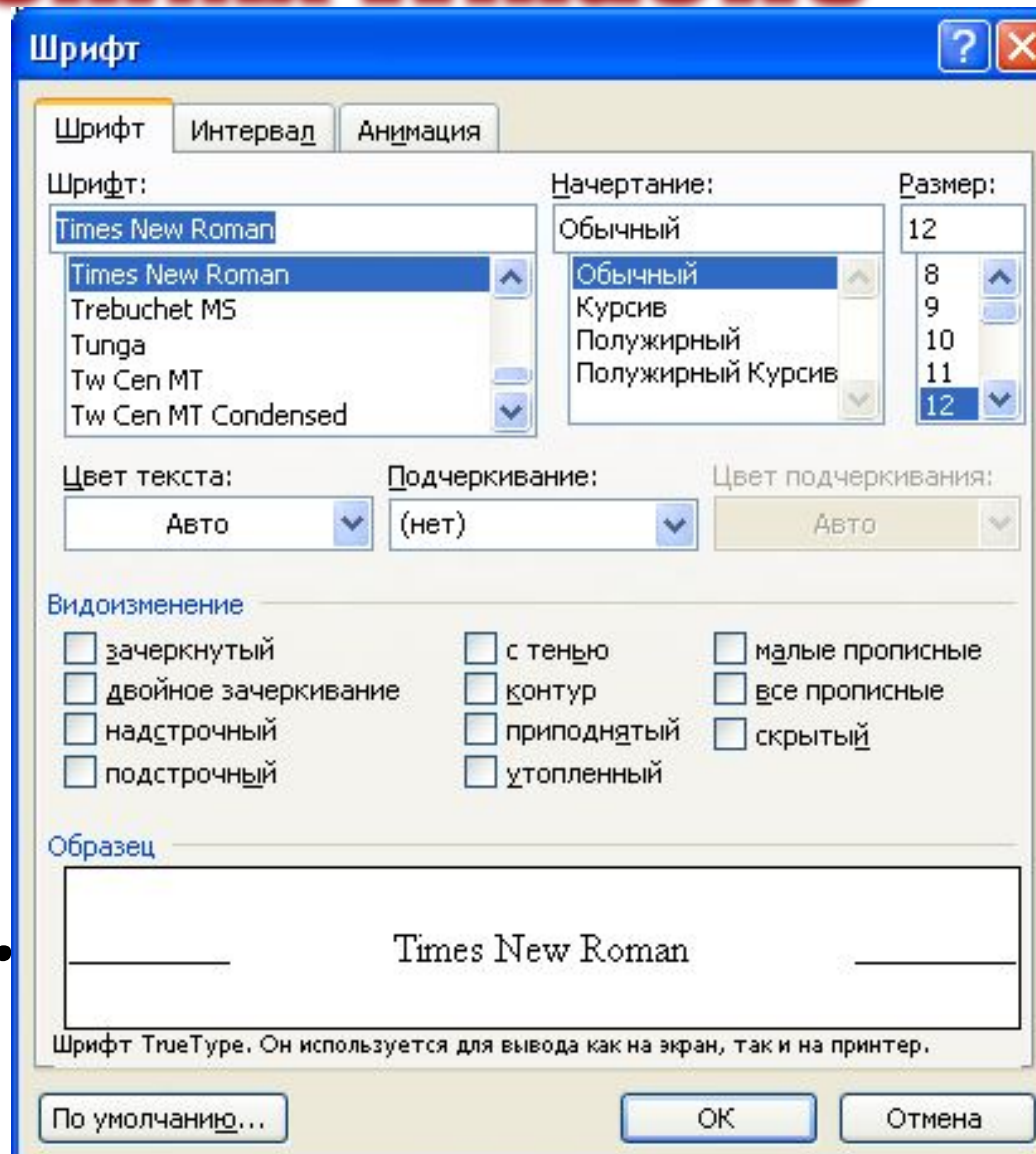 Шрифт
Шрифт Интервал Анимация
Шрифт: Начертание: Размер:
Times New Roman Обычный 12
Times New Roman Обычный 8
Trebuchet MS Курсив 9
Tunga Полужирный 10
Tw Cen MT Полужирный Курсив 11
Tw Cen MT Condensed 12
Цвет текста: Подчеркивание: Цвет подчеркивания:
Авто (нет) Авто
Видоизменение
зачеркнутый с тенью малые прописные
двойное зачеркивание контур все прописные
надстрочный приподнятый скрытый
подстрочный утопленный
Образец
Times New Roman
Шрифт TrueType. Он используется для вывода как на экран, так и на принтер.
По умолчанию... ОК Отмена